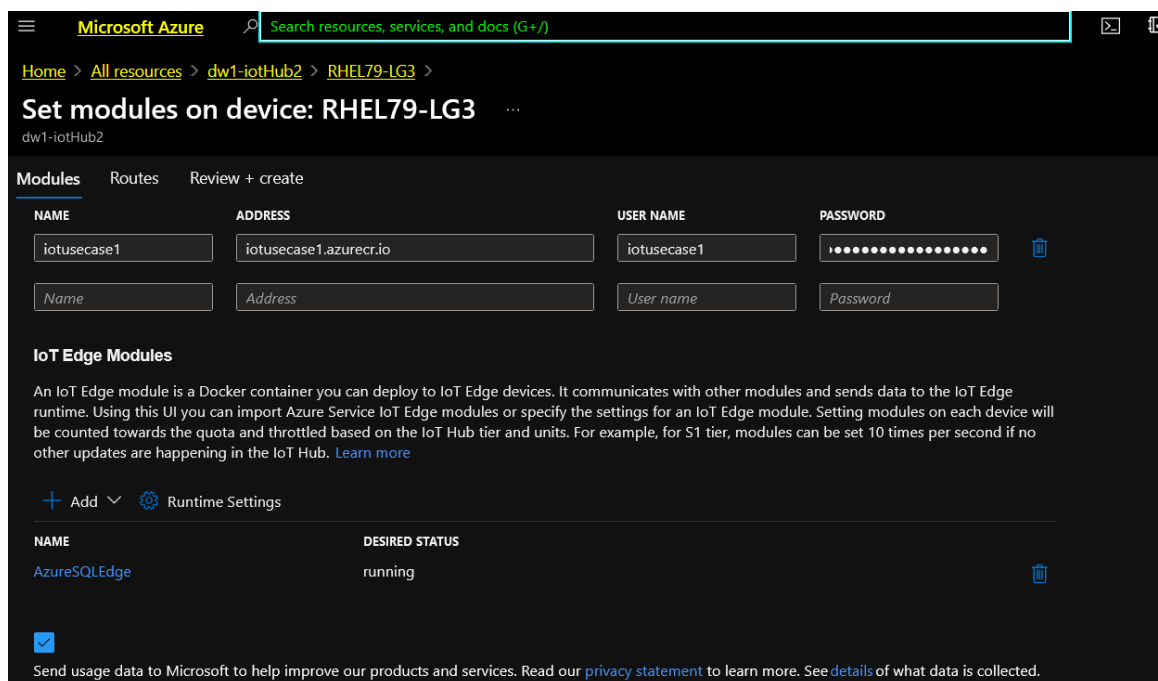 Microsoft Azure
Search resources, services, and docs (G+/)
Home > All resources > dw1-iotHub2 > RHEL79-LG3 >
Set modules on device: RHEL79-LG3 ...
dw1-iotHub2
Modules Routes Review + create
NAME ADDRESS USER NAME PASSWORD
iotusecase1 iotusecase1.azurecr.io iotusecase1
Name Address User name Password
IoT Edge Modules
An IoT Edge module is a Docker container you can deploy to IoT Edge devices. It communicates with other modules and sends data to the IoT Edge
runtime. Using this UI you can import Azure Service IoT Edge modules or specify the settings for an IoT Edge module. Setting modules on each device will
be counted towards the quota and throttled based on the IoT Hub tier and units. For example, for S1 tier, modules can be set 10 times per second if no
other updates are happening in the IoT Hub. Learn more
Add Runtime Settings
NAME DESIRED STATUS
AzureSQLEdge running
Send usage data to Microsoft to help improve our products and services. Read our privacy statement to learn more. See details of what data is collected.